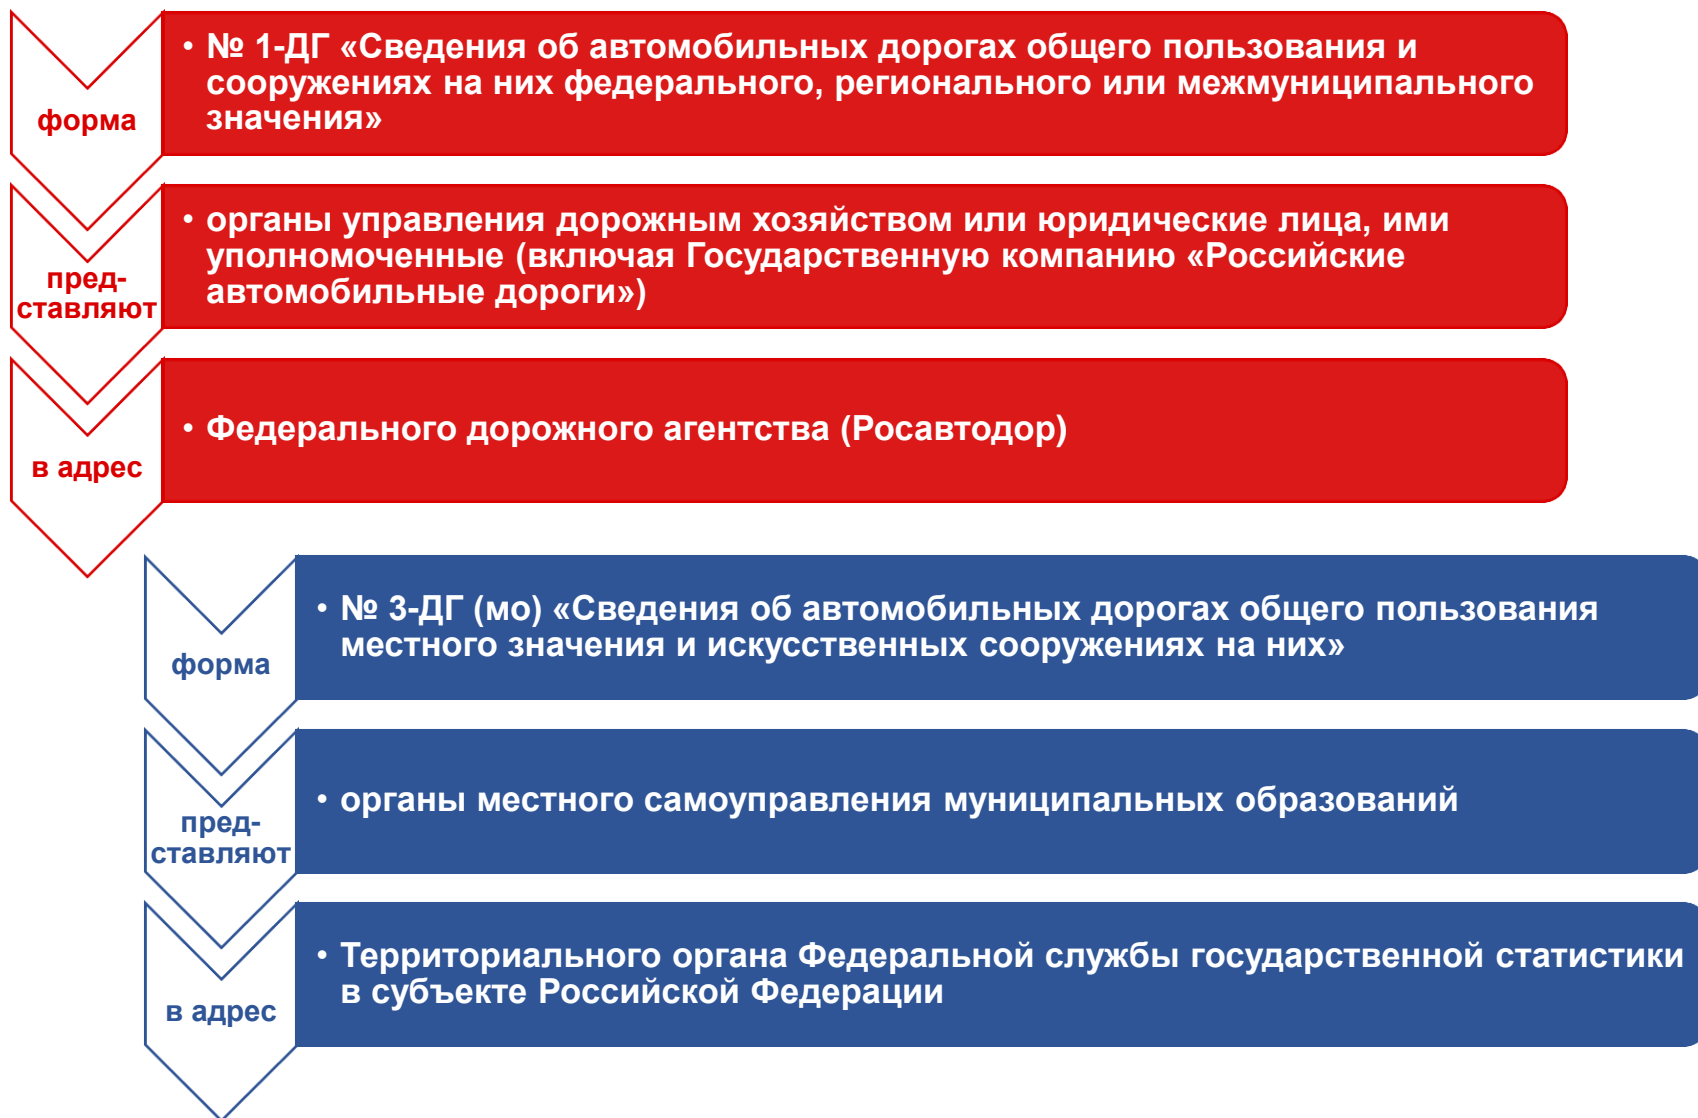 форма
• № 1-ДГ «Сведения об автомобильных дорогах общего пользования и
сооружениях на них федерального, регионального или межмуниципального
значения»
пред-
ставляют
• органы управления дорожным хозяйством или юридические лица, ими
уполномоченные (включая Государственную компанию «Российские
автомобильные дороги»)
в адрес
• Федерального дорожного агентства (Росавтодор)
форма
• № 3-ДГ (мо) «Сведения об автомобильных дорогах общего пользования
местного значения и искусственных сооружениях на них»
пред-
ставляют
• органы местного самоуправления муниципальных образований
в адрес
• Территориального органа Федеральной службы государственной статистики
в субъекте Российской Федерации